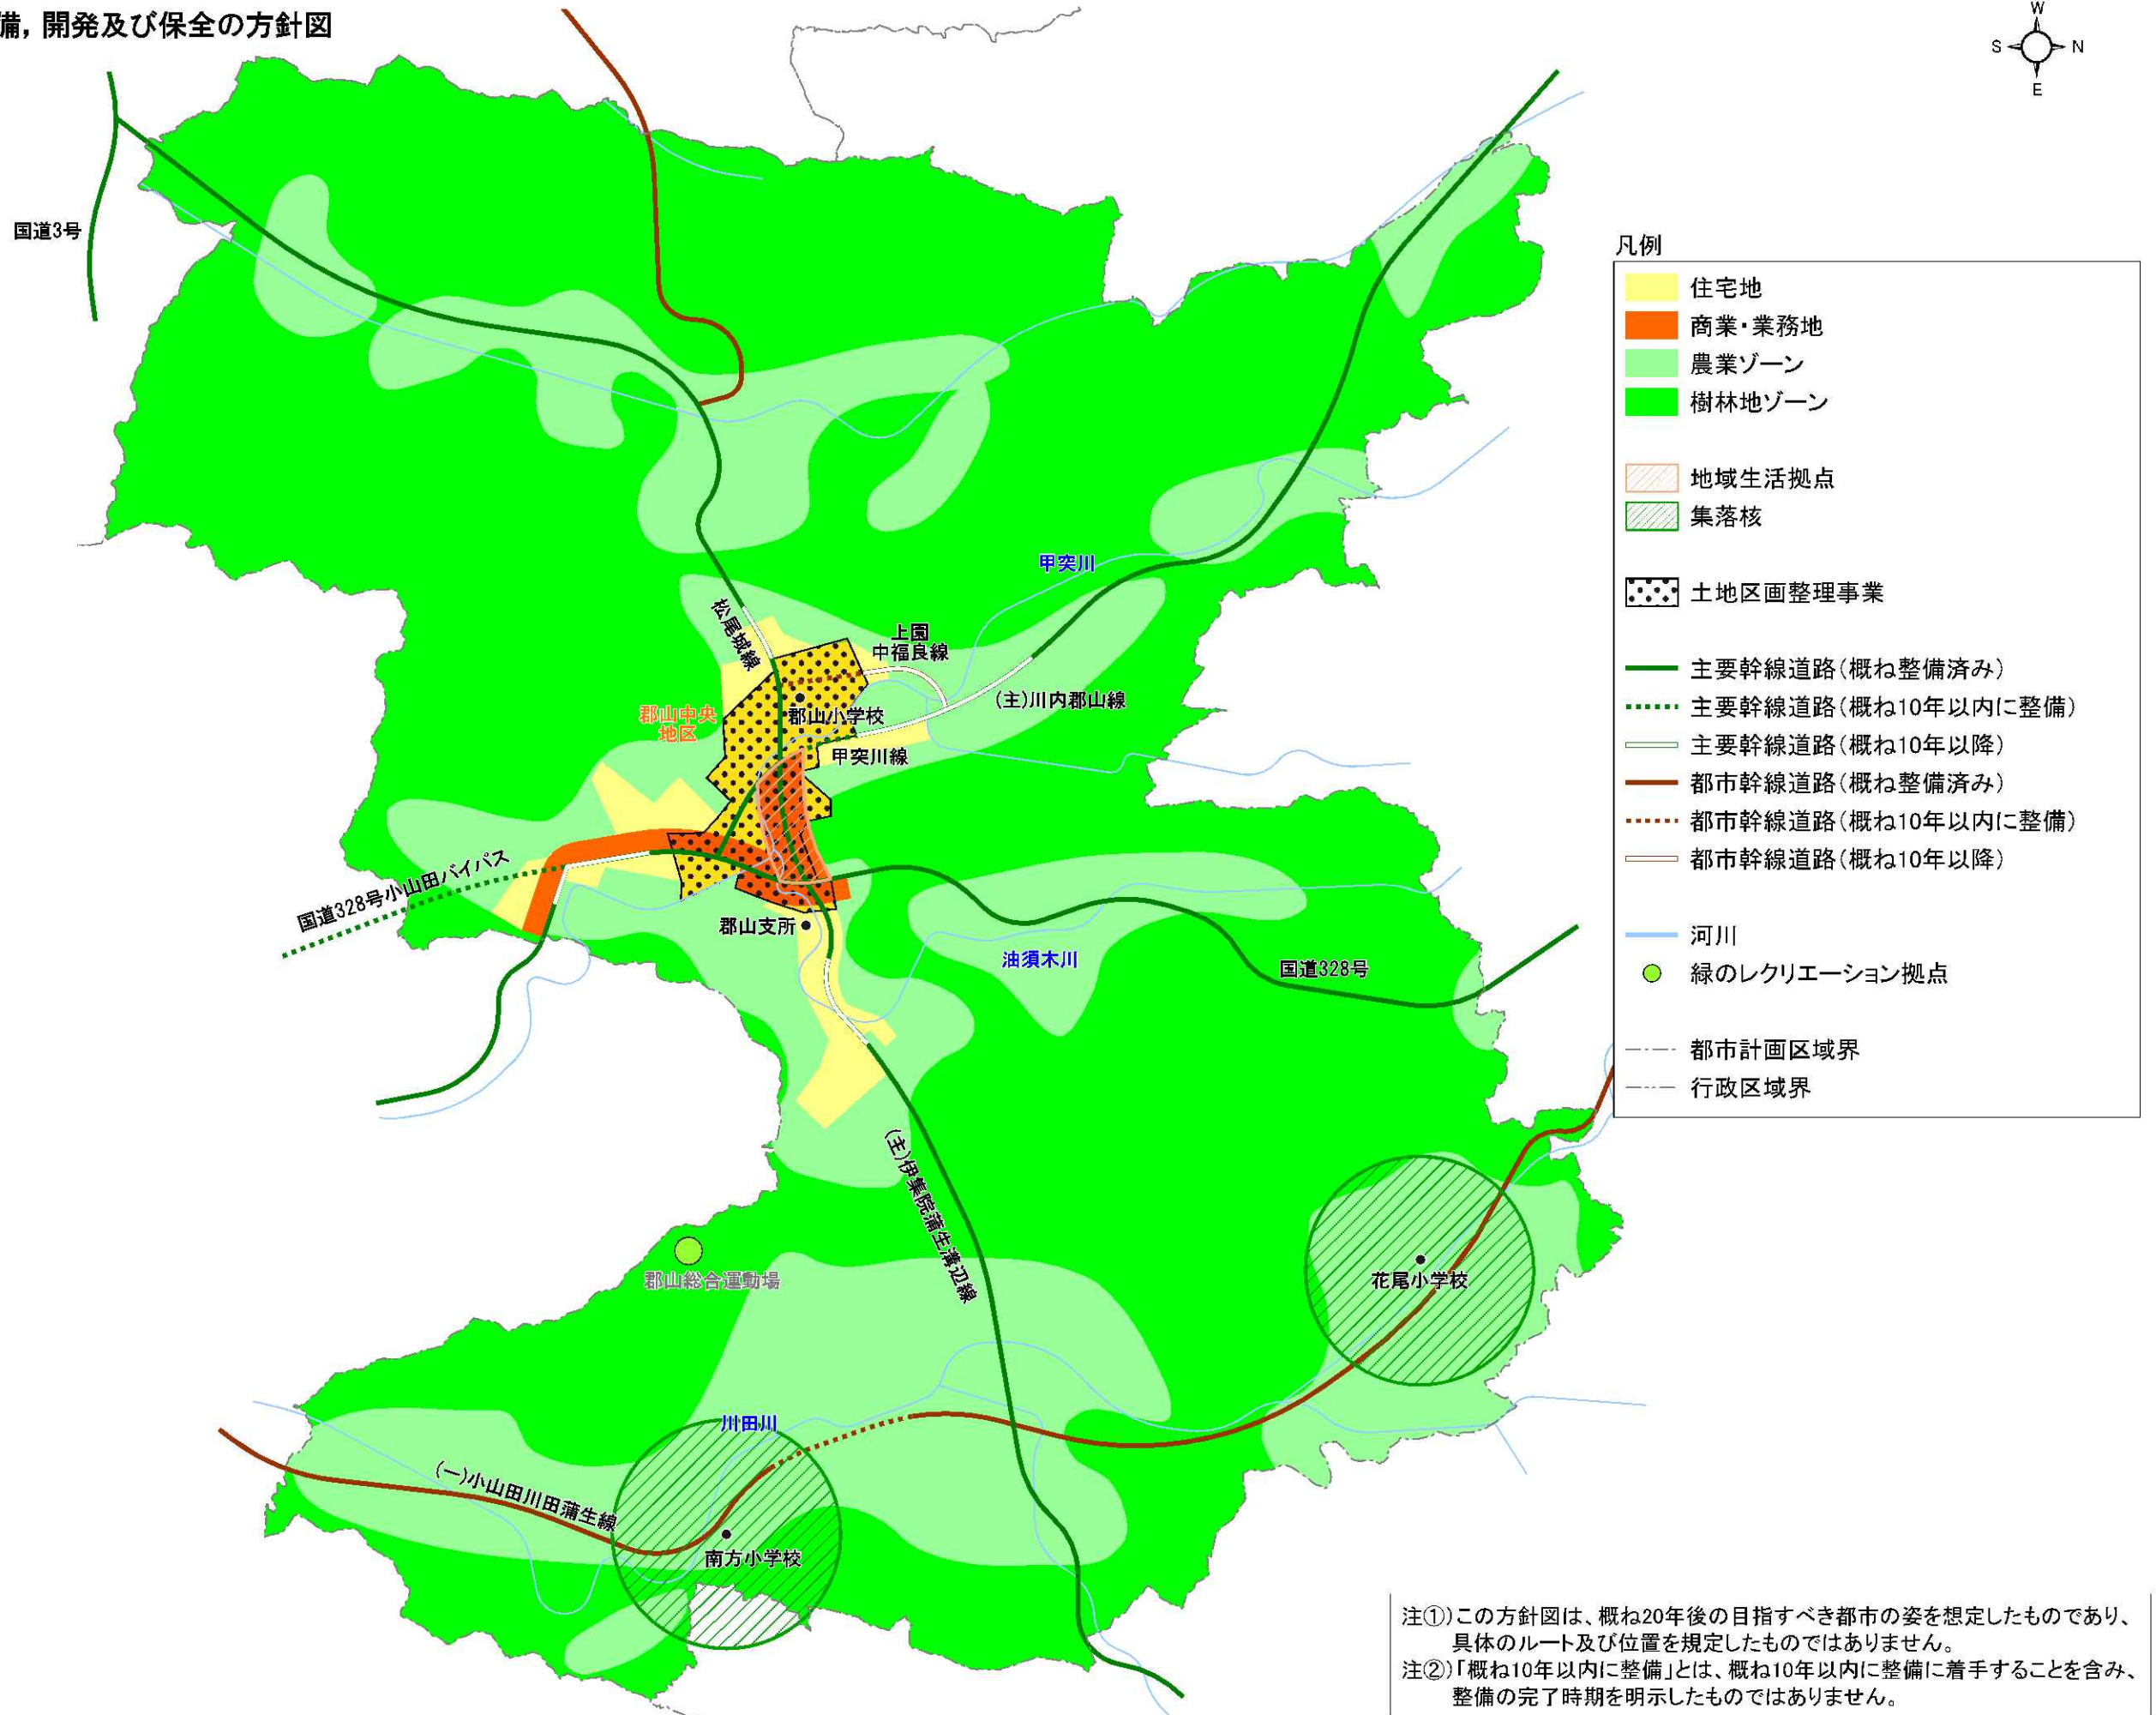 備，開発及び保全の方針図
W
S
N
E
国道3号
凡例
住宅地
商業・業務地
農業ゾーン
樹林地ゾーン
地域生活拠点
集落核
土地区画整理事業
主要幹線道路（概ね整備済み）
主要幹線道路（概ね10年以内に整備）
主要幹線道路（概ね10年以降）
都市幹線道路（概ね整備済み）
都市幹線道路（概ね10年以内に整備）
都市幹線道路（概ね10年以降）
河川
緑のレクリエーション拠点
都市計画区域界
行政区域界
甲突川
松尾城線
上園
中福良線
(主)川内郡山線
郡山中央
地区
郡山小学校
甲突川線
国道328号小山田バイパス
郡山支所
油須木川
国道328号
(主)伊集院蒲生溝辺線
郡山総合運動場
花尾小学校
川田川
(一)小山田川田蒲生線
南方小学校
注①)この方針図は、概ね20年後の目指すべき都市の姿を想定したものであり、
具体のルート及び位置を規定したものではありません。
注②)「概ね10年以内に整備」とは、概ね10年以内に整備に着手することを含み、
整備の完了時期を明示したものではありません。